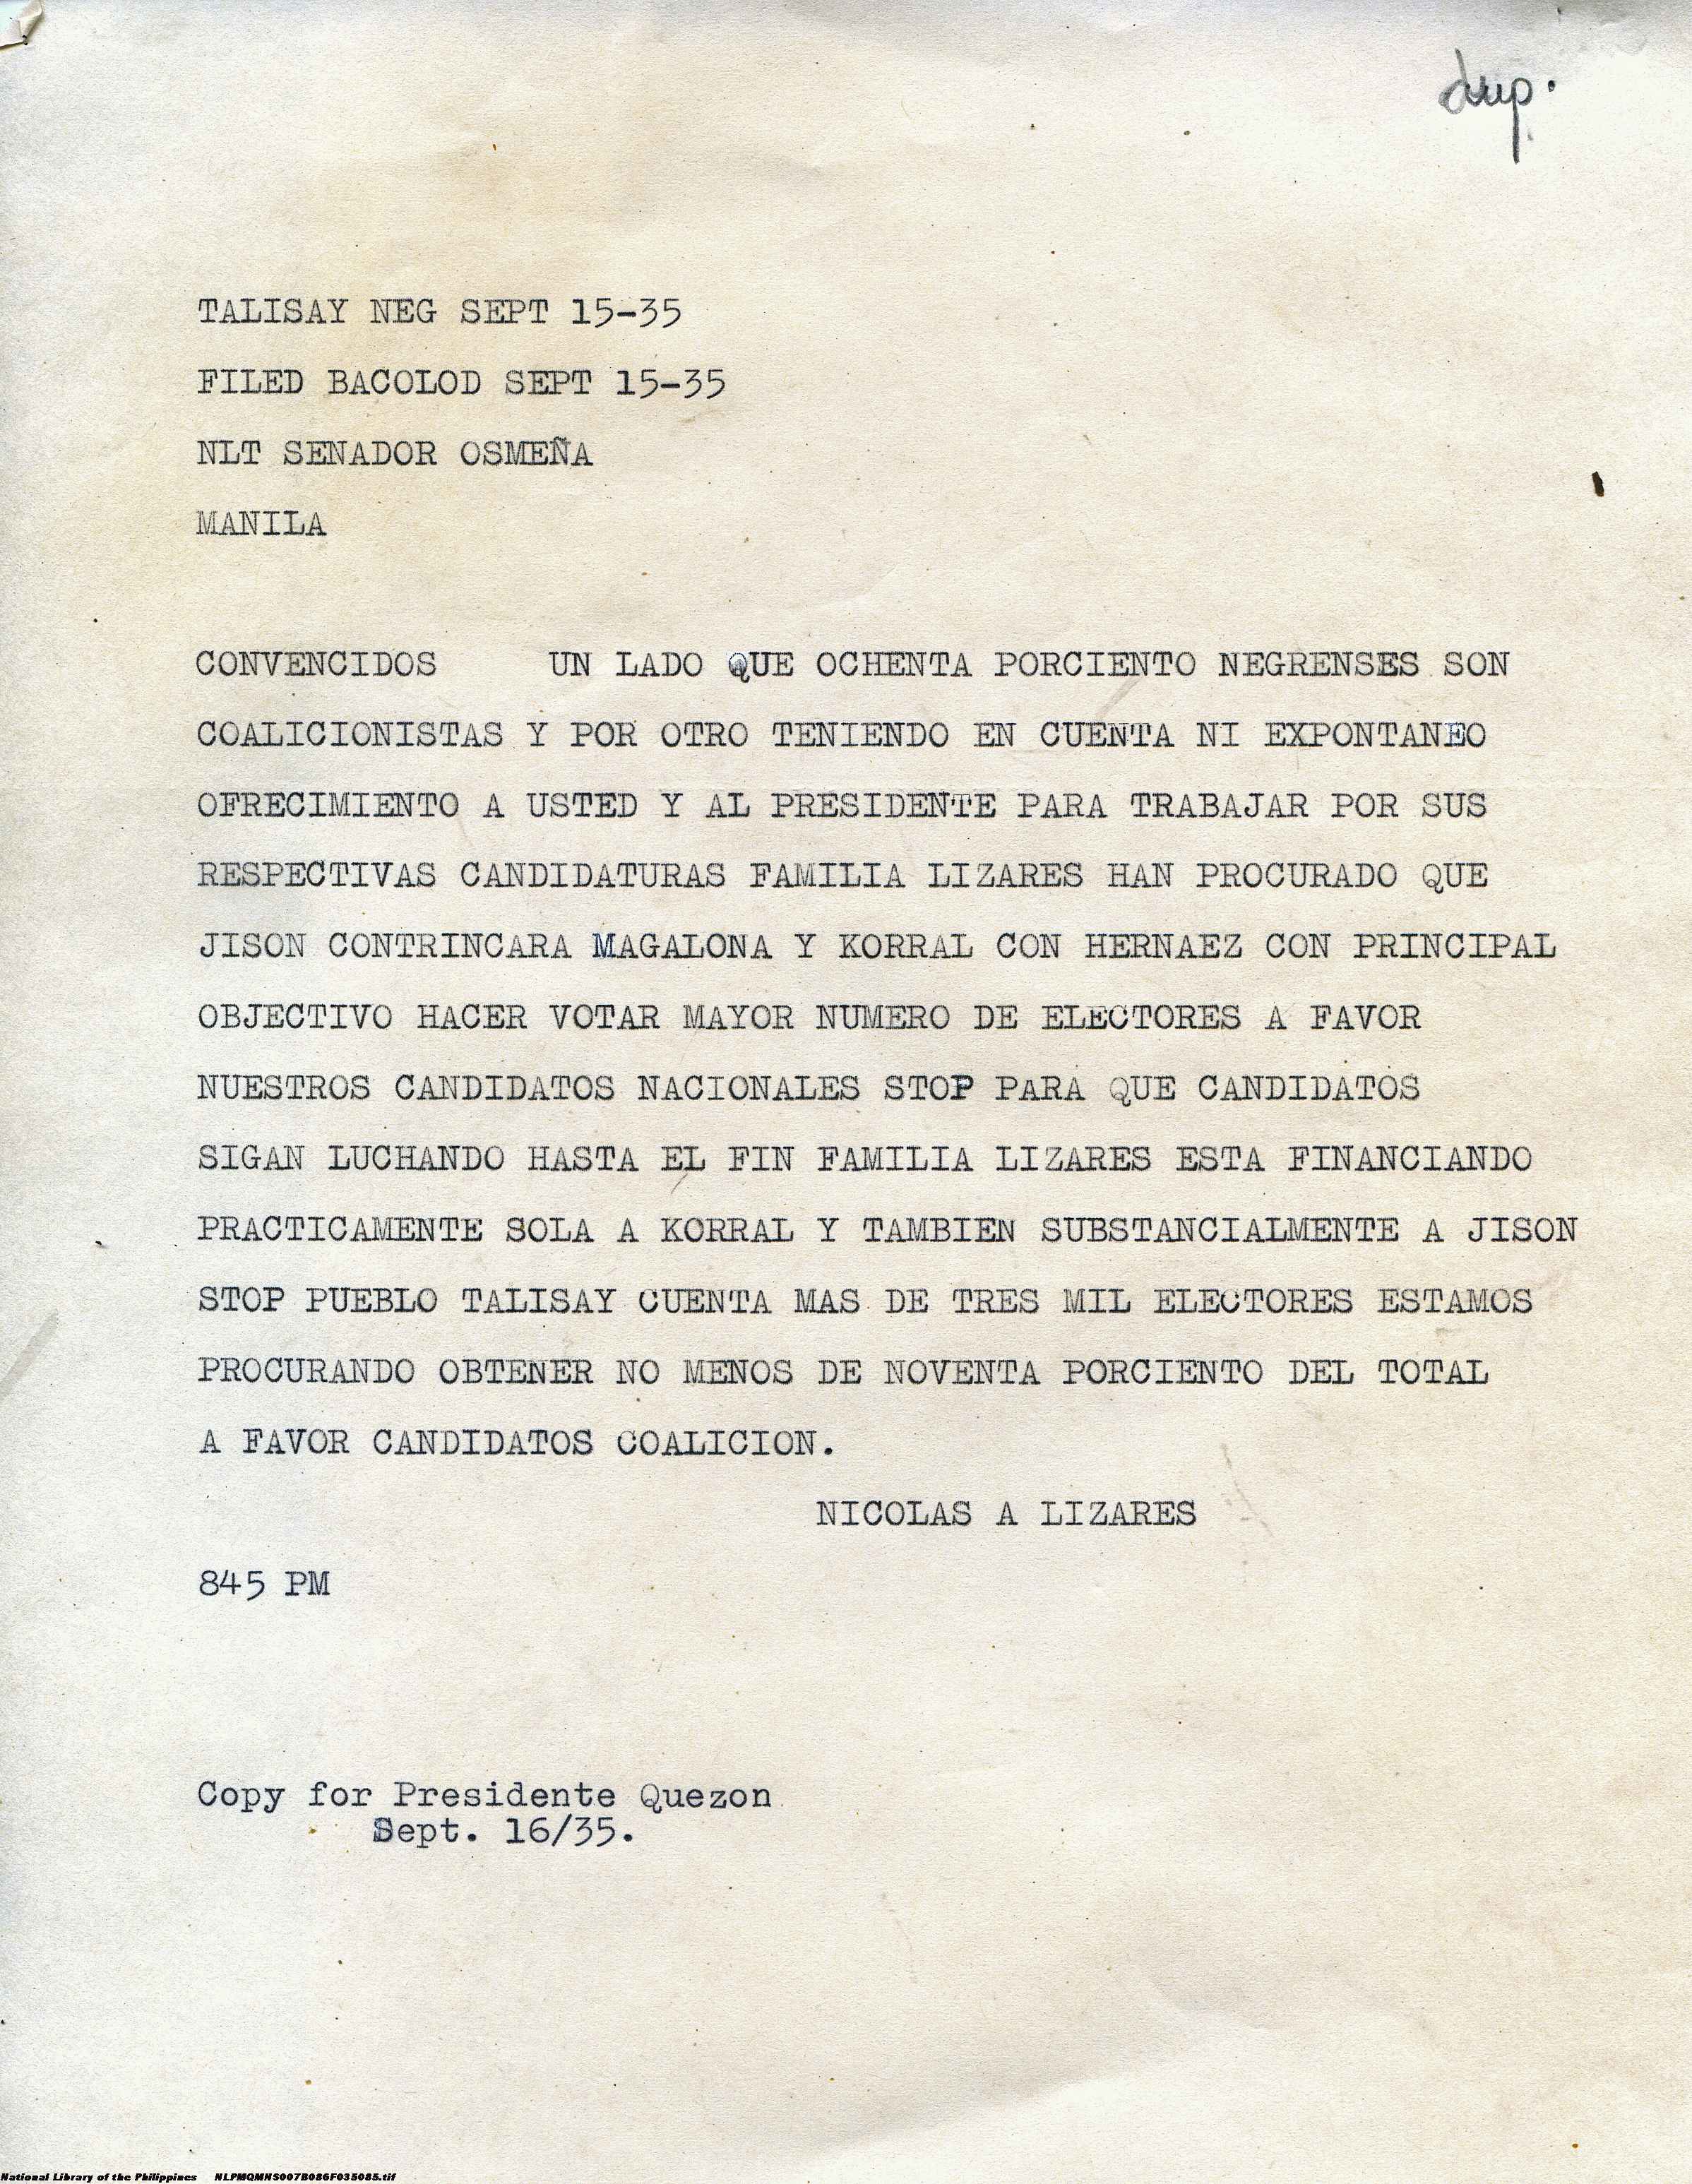 dup.
TALISAY NEG SEPT 15-35
FILED BACOLOD SEPT 15-35
NLT SENADOR OSMEÑA
MANILA
CONVENCIDOS UN LADO QUE OCHENTA PORCIENTO NEGRENSES SON
COALICIONISTAS Y POR OTRO TENIENDO EN CUENTA NI EXPONTANEO
OFRECIMIENTO A USTED Y AL PRESIDENTE PARA TRABAJAR POR SUS
RESPECTIVAS CANDIDATURAS FAMILIA LIZARES HAN PROCURADO QUE
JISON CONTRINCARA MAGALONA Y KORRAL CON HERNAEZ CON PRINCIPAL
OBJECTIVO HACER VOTAR MAYOR NUMERO DE ELECTORES A FAVOR
NUESTROS CANDIDATOS NACIONALES STOP PARA QUE CANDIDATOS
SIGAN LUCHANDO HASTA EL FIN FAMILIA LIZARES ESTA FINANCIANDO
PRACTICAMENTE SOLA A KORRAL Y TAMBIEN SUBSTANCIALMENTE A JISON
STOP PUEBLO TALISAY CUENTA MAS DE TRES MIL ELECTORES ESTAMOS
PROCURANDO OBTENER NO MENOS DE NOVENTA PORCIENTO DEL TOTAL
A FAVOR CANDIDATOS COALICION.
NICOLAS A LIZARES
845 PM
Copy for Presidente Quezon
Sept. 16/35.
National Library of the Philippines NLPMQMNS007B086F035085.tif